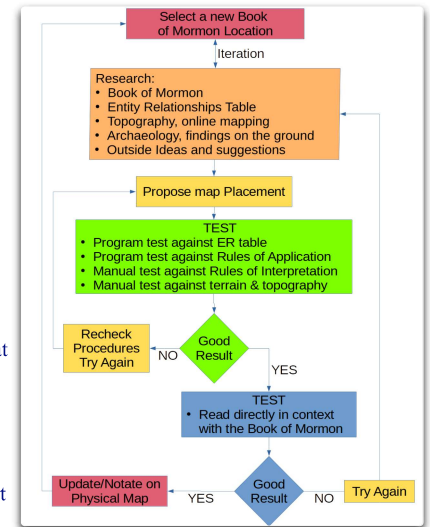 Select a new Book
of Mormon Location
Iteration
Research:
• Book of Mormon
• Entity Relationships Table
• Topography, online mapping
• Archaeology, findings on the ground
• Outside Ideas and suggestions
Propose map Placement
TEST
• Program test against ER table
• Program test against Rules of Application
• Manual test against Rules of Interpretation
• Manual test against terrain & topography
Recheck
Procedures
Try Again
NO
Good
Result
YES
TEST
• Read directly in context
with the Book of Mormon
Update/Notate on
Physical Map
YES
Good
Result
NO
Try Again